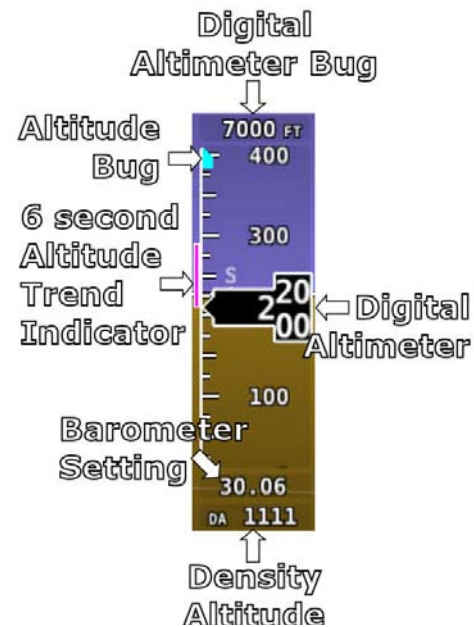 Digital
Altimeter Bug
7000 FT
Altitude
Bug
400
6 second
Altitude
Trend
Indicator
300
S
2
20
00
Digital
Altimeter
100
Barometer
Setting
30.06
DA 1111
Density
Altitude